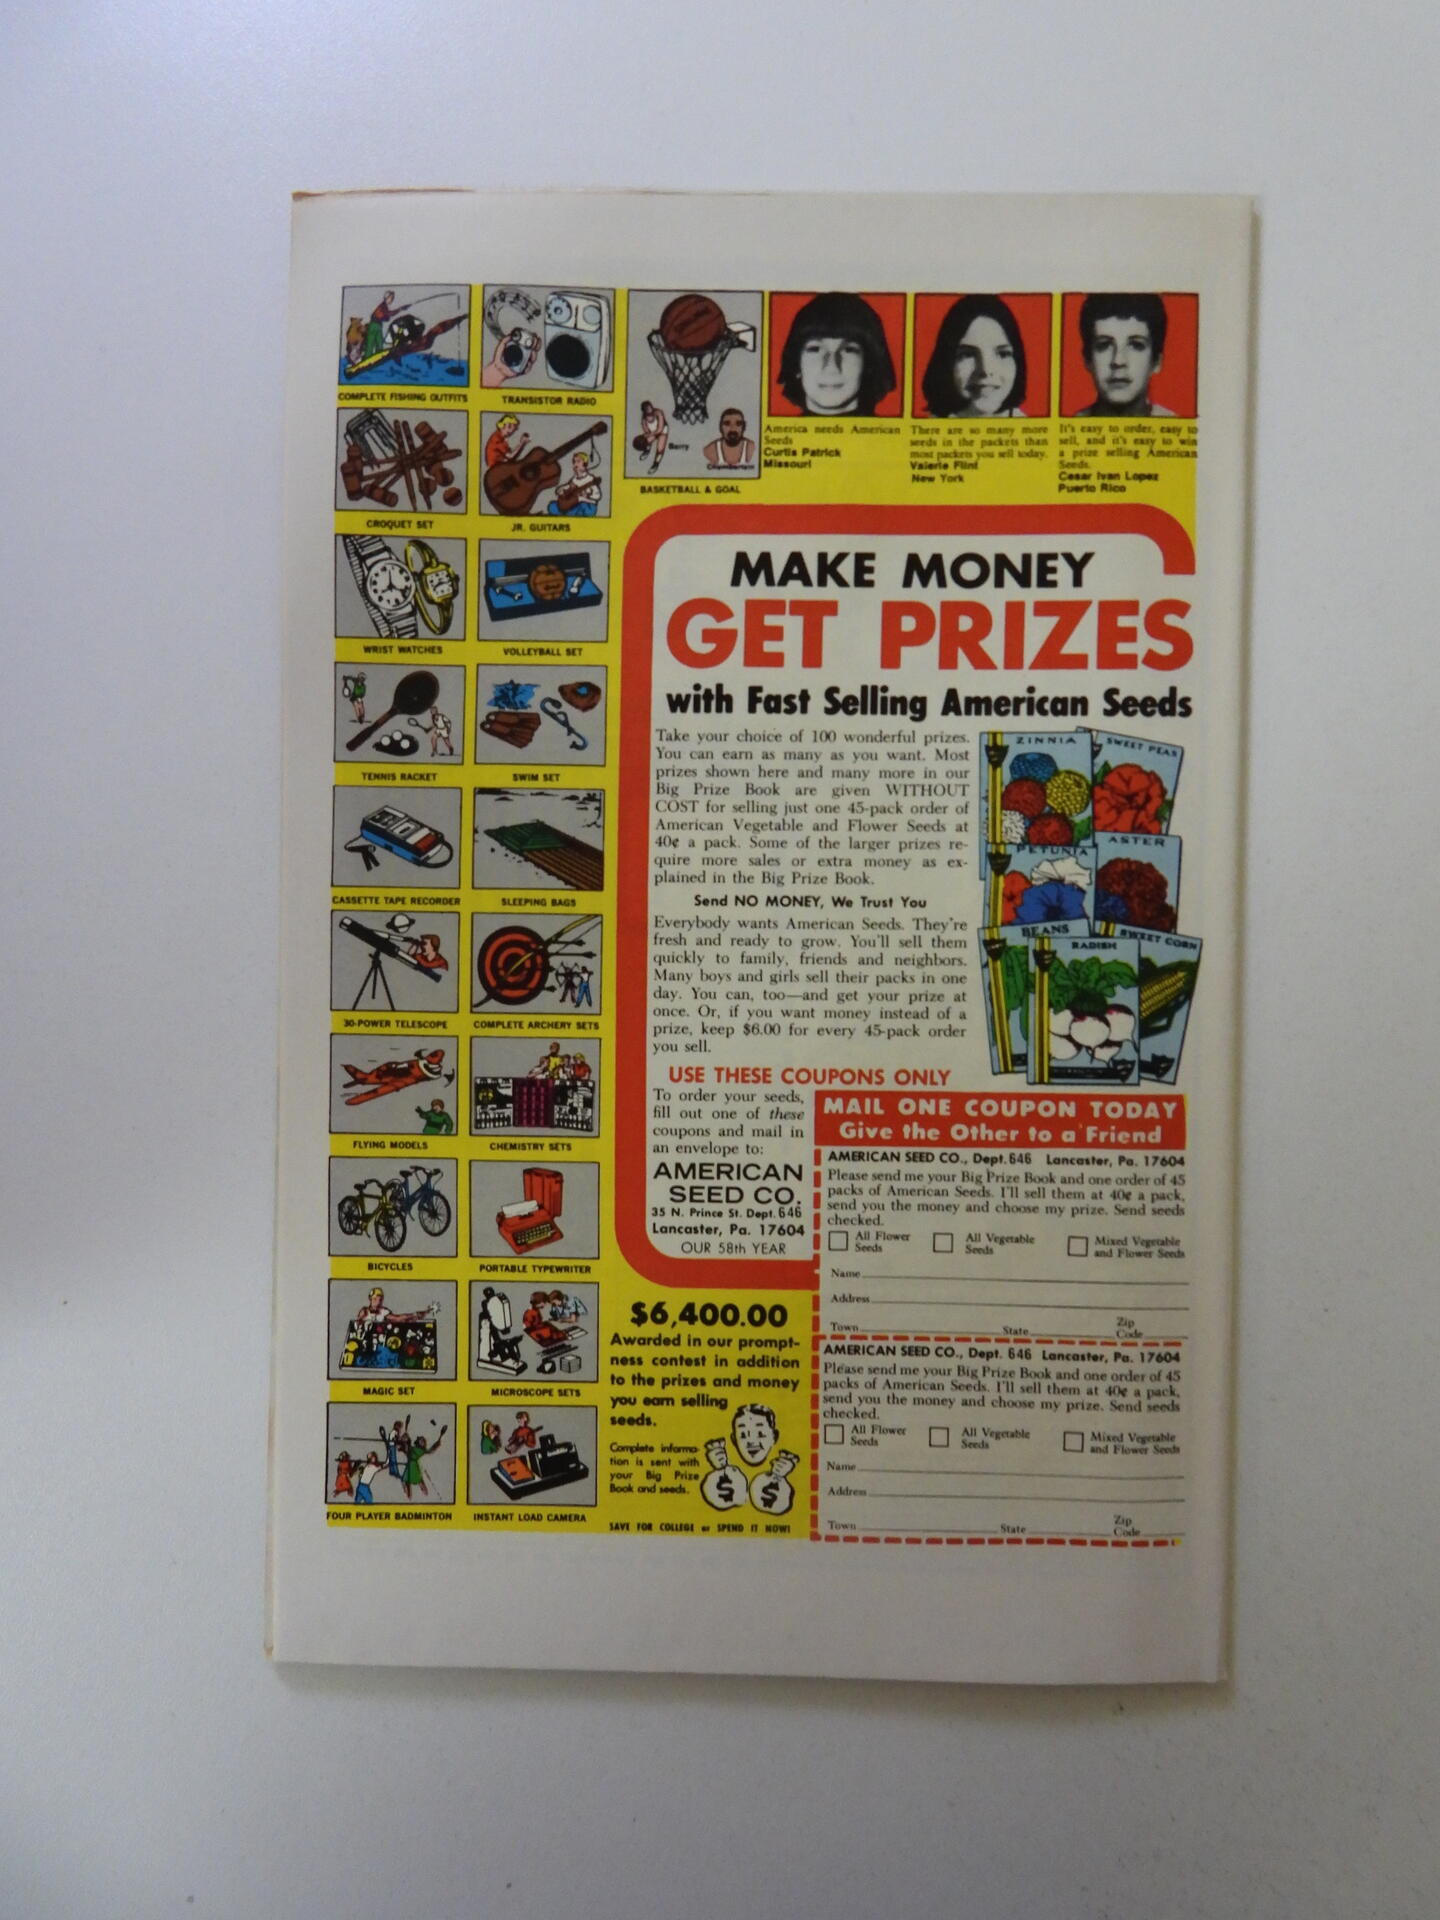 COMPLETE FISHING OUTFITS
TRANSISTOR RADIO
CROQUET SET
JR. GUITARS
WRIST WATCHES
VOLLEYBALL SET
TENNIS RACKET
SWIM SET
CASSETTE TAPE RECORDER
SLEEPING BAGS
30-POWER TELESCOPE
COMPLETE ARCHERY SETS
FLYING MODELS
CHEMISTRY SETS
BICYCLES
PORTABLE TYPEWRITER
MAGIC SET
MICROSCOPE SETS
FOUR PLAYER BADMINTON
INSTANT LOAD CAMERA
Barry
Chamberlain
BASKETBALL & GOAL
America needs American
Seeds
Curtis Patrick
Missouri
There are so many more
seeds in the packets than
most packets you sell today.
Valerie Flint
New York
It's easy to order, easy to
sell, and it's easy to win
a prize selling American
Seeds.
Cesar Ivan Lopez
Puerto Rico
MAKE MONEY
GET PRIZES
with Fast Selling American Seeds
Take your choice of 100 wonderful prizes.
You can earn as many as you want. Most
prizes shown here and many more in our
Big Prize Book are given WITHOUT
COST for selling just one 45-pack order of
American Vegetable and Flower Seeds at
40¢ a pack. Some of the larger prizes re-
quire more sales or extra money as ex-
plained in the Big Prize Book.
Send NO MONEY, We Trust You
Everybody wants American Seeds. They're
fresh and ready to grow. You'll sell them
quickly to family, friends and neighbors.
Many boys and girls sell their packs in one
day. You can, too—and get your prize at
once. Or, if you want money instead of a
prize, keep $6.00 for every 45-pack order
you sell.
ZINNIA
SWEET PEAS
PETUNIA
ASTER
BEANS
RADISH
SWEET CORN
USE THESE COUPONS ONLY
To order your seeds,
fill out one of these
coupons and mail in
an envelope to:
AMERICAN
SEED CO.
35 N. Prince St. Dept. 646
Lancaster, Pa. 17604
OUR 58th YEAR
MAIL ONE COUPON TODAY
Give the Other to a Friend
AMERICAN SEED CO., Dept. 646 Lancaster, Pa. 17604
Please send me your Big Prize Book and one order of 45
packs of American Seeds. I'll sell them at 40¢ a pack,
send you the money and choose my prize. Send seeds
checked.
All Flower
Seeds
All Vegetable
Seeds
Mixed Vegetable
and Flower Seeds
Name
Address
Town State Zip
Code
AMERICAN SEED CO., Dept. 646 Lancaster, Pa. 17604
Please send me your Big Prize Book and one order of 45
packs of American Seeds. I'll sell them at 40¢ a pack,
send you the money and choose my prize. Send seeds
checked.
All Flower
Seeds
All Vegetable
Seeds
Mixed Vegetable
and Flower Seeds
Name
Address
Town State Zip
Code
$6,400.00
Awarded in our prompt-
ness contest in addition
to the prizes and money
you earn selling
seeds.
Complete informa-
tion is sent with
your Big Prize
Book and seeds.
$ $
SAVE FOR COLLEGE or SPEND IT NOW!